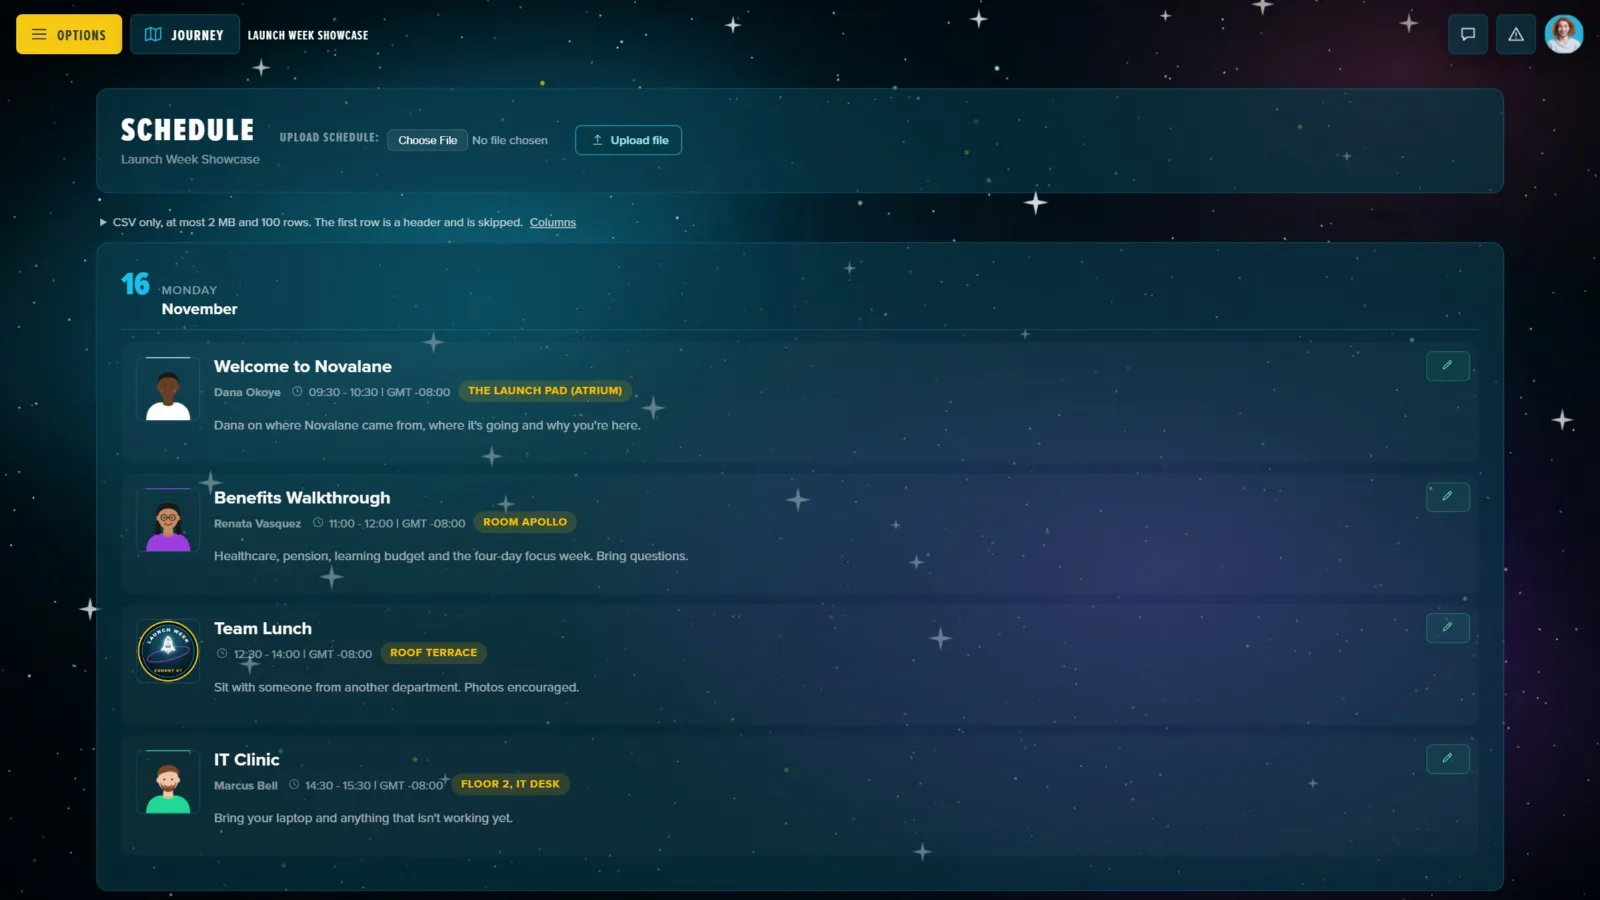 OPTIONS
JOURNEY
LAUNCH WEEK SHOWCASE
SCHEDULE
Launch Week Showcase
UPLOAD SCHEDULE:
Choose File
No file chosen
Upload file
CSV only, at most 2 MB and 100 rows. The first row is a header and is skipped. Columns
16
MONDAY
November
Welcome to Novalane
Dana Okoye 09:30 - 10:30 | GMT -08:00 THE LAUNCH PAD (ATRIUM)
Dana on where Novalane came from, where it's going and why you're here.
Benefits Walkthrough
Renata Vasquez 11:00 - 12:00 | GMT -08:00 ROOM APOLLO
Healthcare, pension, learning budget and the four-day focus week. Bring questions.
LAUNCH WEEK
Team Lunch
12:30 - 14:00 | GMT -08:00 ROOF TERRACE
Sit with someone from another department. Photos encouraged.
IT Clinic
Marcus Bell 14:30 - 15:30 | GMT -08:00 FLOOR 2, IT DESK
Bring your laptop and anything that isn't working yet.